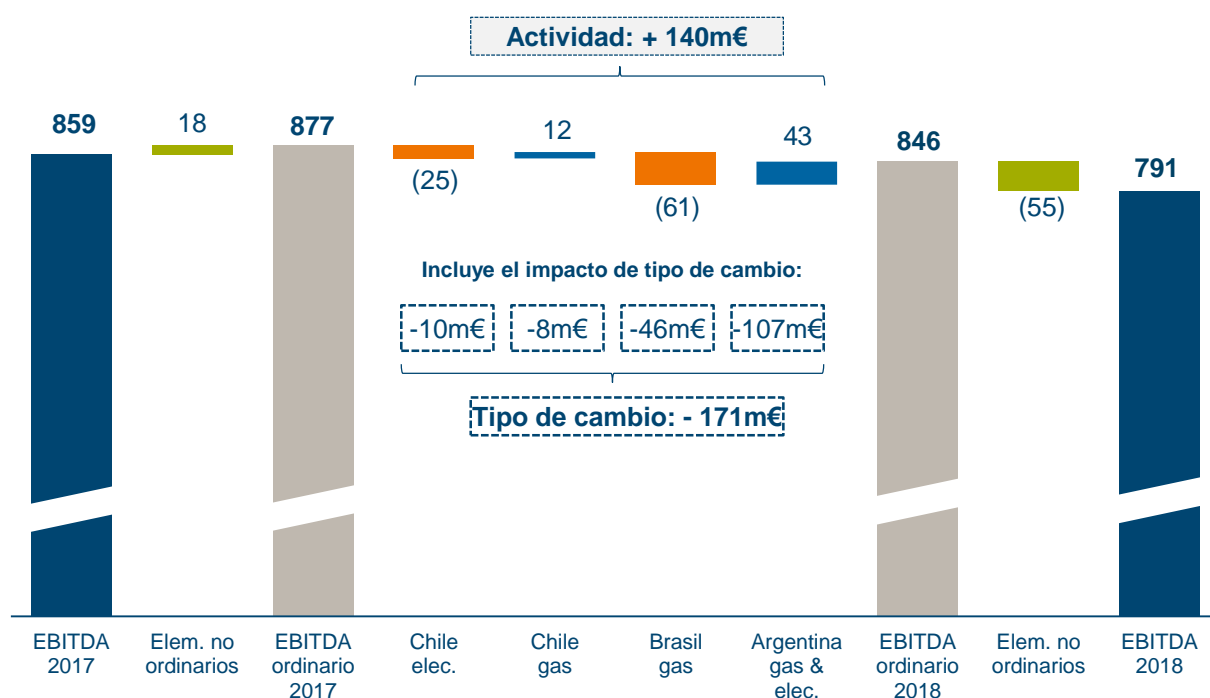 Actividad: + 140m€
859
18
877
(25)
12
(61)
43
846
(55)
791
Incluye el impacto de tipo de cambio:
-10m€
-8m€
-46m€
-107m€
Tipo de cambio: - 171m€
EBITDA
2017
Elem. no
ordinarios
EBITDA
ordinario
2017
Chile
elec.
Chile
gas
Brasil
gas
Argentina
gas &
elec.
EBITDA
ordinario
2018
Elem. no
ordinarios
EBITDA
2018